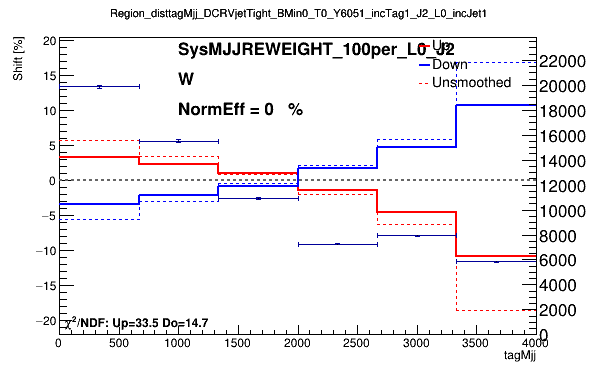 Region_disttagMjj_DCRVjetTight_BMin0_T0_Y6051_incTag1_J2_L0_incJet1
Shift [%]
SysMJJREWEIGHT_100per_L0_J2
W
NormEff = 0 %
Up
Down
Unsmoothed
20
15
10
5
0
−5
−10
−15
−20
22000
20000
18000
16000
14000
12000
10000
8000
6000
4000
2000
0
χ²/NDF: Up=33.5 Do=14.7
0 500 1000 1500 2000 2500 3000 3500 4000
tagMjj